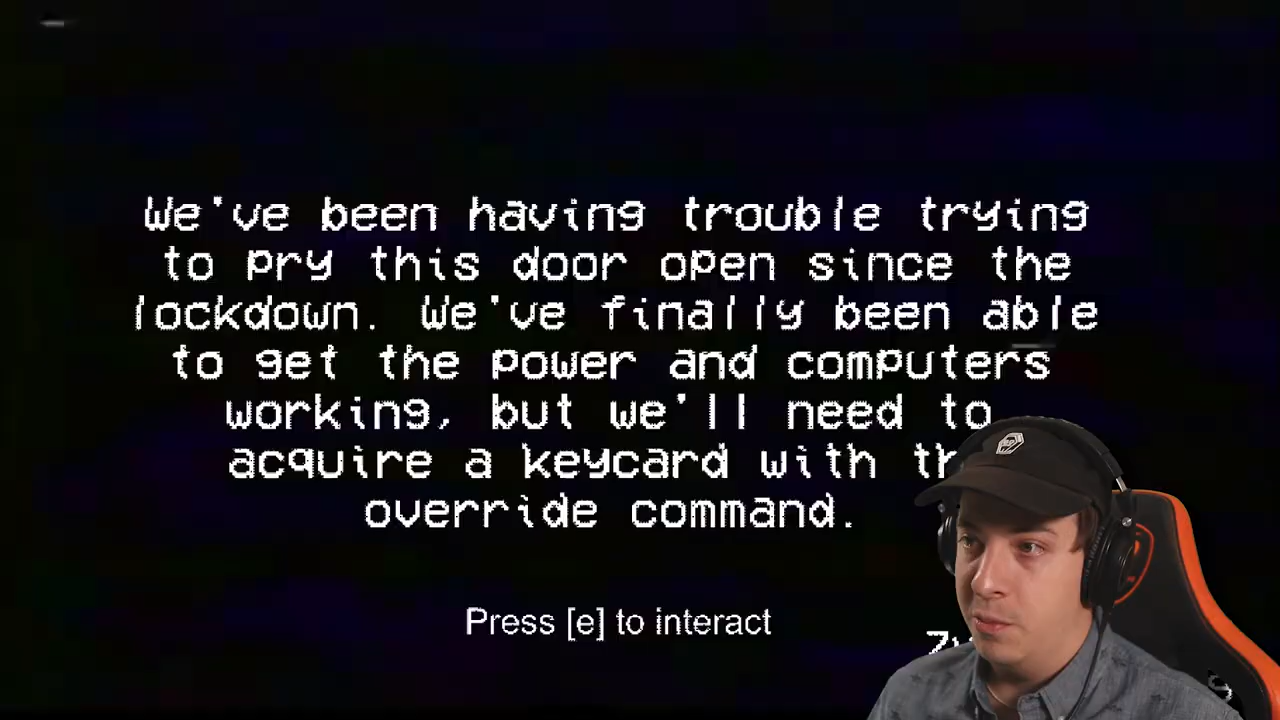 We've been having trouble trying
to pry this door open since the
lockdown. We've finally been able
to get the power and computers
working, but we'll need to
acquire a keycard with
override command.
Press [e] to interact